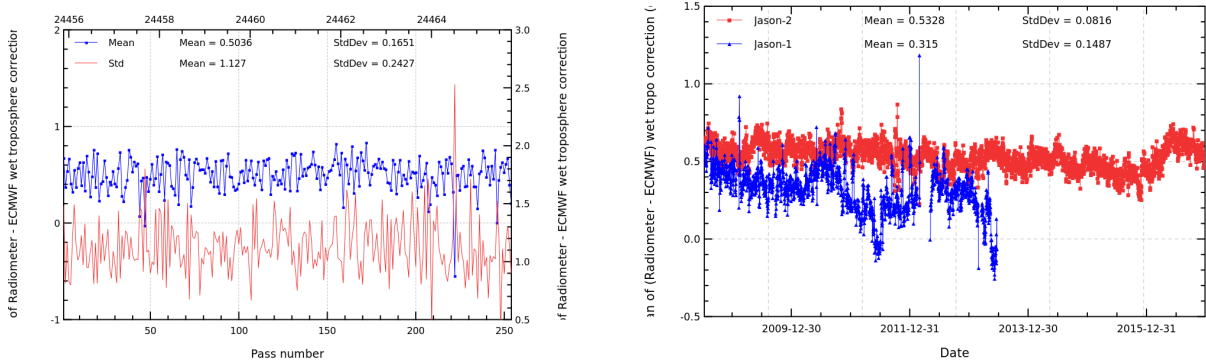 24456 24458 24460 24462 24464
Mean Mean = 0.5036 StdDev = 0.1651
Std Mean = 1.127 StdDev = 0.2427
of Radiometer - ECMWF wet troposphere correction
2
1
0
-1
3.0
2.5
2.0
1.5
1.0
0.5
of Radiometer - ECMWF wet troposphere correction
50 100 150 200 250
Pass number
an of (Radiometer - ECMWF) wet tropo correction (
1.5
1.0
0.5
0.0
-0.5
Jason-2 Mean = 0.5328 StdDev = 0.0816
Jason-1 Mean = 0.315 StdDev = 0.1487
2009-12-30 2011-12-31 2013-12-30 2015-12-31
Date